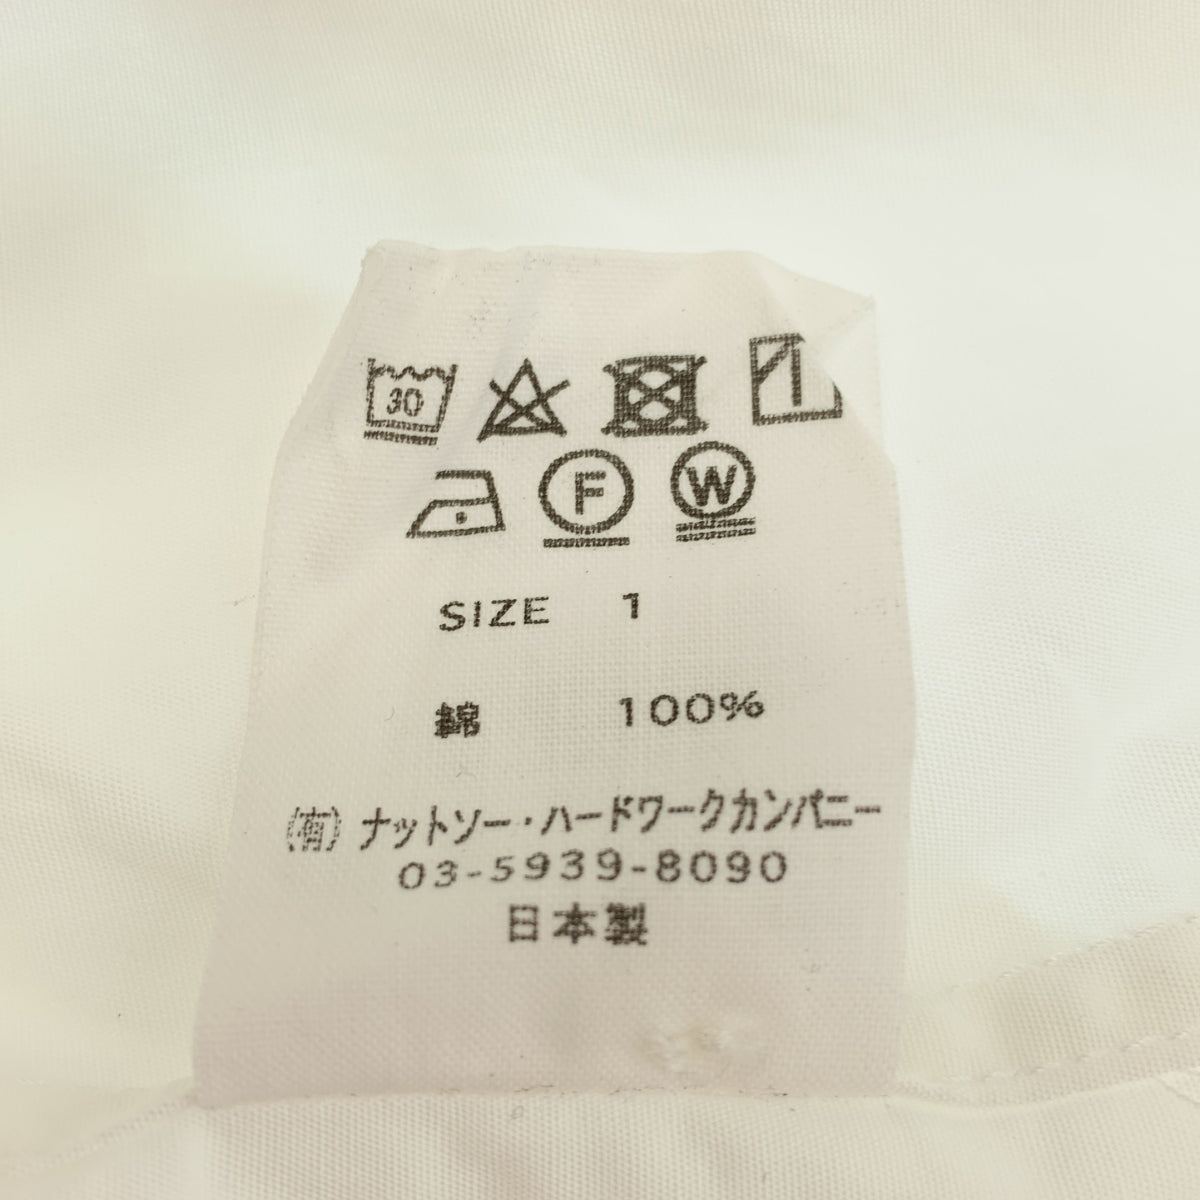 30
F W
SIZE 1
綿 100%
(有) ナットソー・ハードワークカンパニー
03-5939-8090
日本製